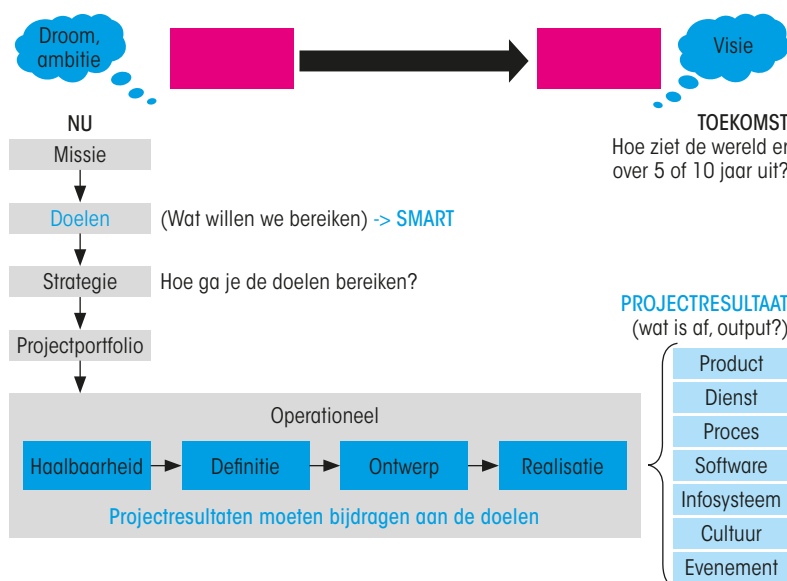 Droom,
ambitie
Visie
NU
TOEKOMST
Hoe ziet de wereld er
over 5 of 10 jaar uit?
Missie
Doelen
(Wat willen we bereiken) -> SMART
Strategie
Hoe ga je de doelen bereiken?
Projectportfolio
PROJECTRESULTAAT
(wat is af, output?)
Product
Dienst
Proces
Software
Infosysteem
Cultuur
Evenement
Operationeel
Haalbaarheid
Definitie
Ontwerp
Realisatie
Projectresultaten moeten bijdragen aan de doelen